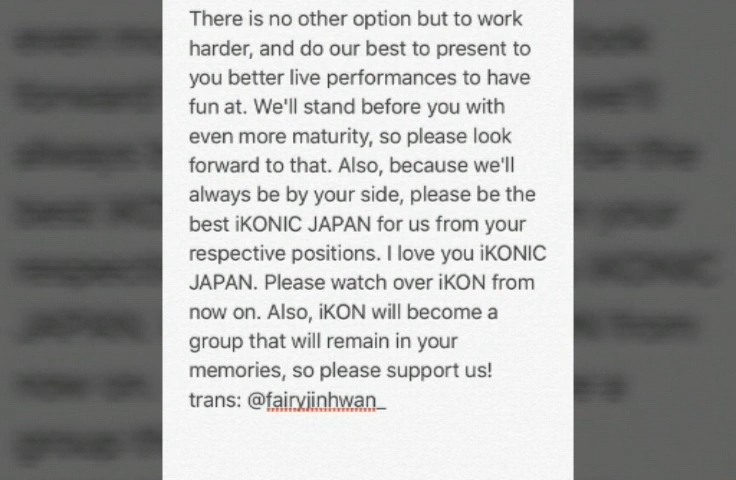 There is no other option but to work
harder, and do our best to present to
you better live performances to have
fun at. We'll stand before you with
even more maturity, so please look
forward to that. Also, because we'll
always be by your side, please be the
best iKONIC JAPAN for us from your
respective positions. I love you iKONIC
JAPAN. Please watch over iKON from
now on. Also, iKON will become a
group that will remain in your
memories, so please support us!
trans: @fairyjinhwan_